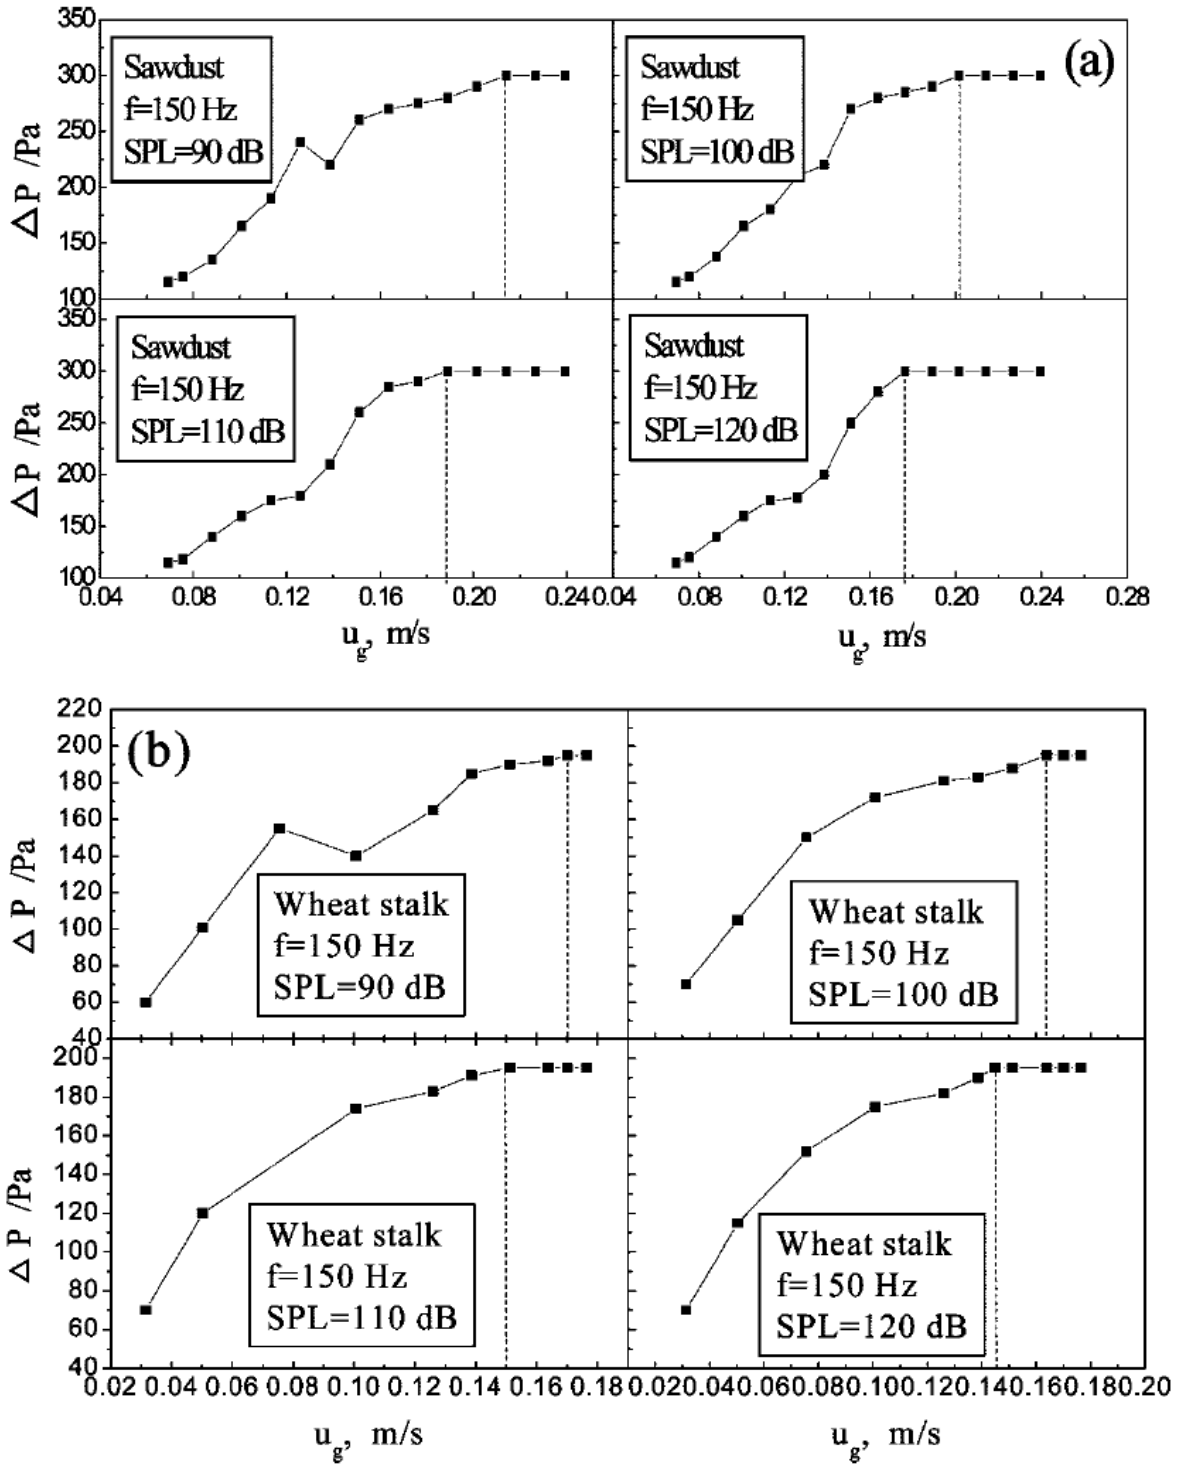 350
300
250
200
150
100
ΔP /Pa
Sawdust
f=150 Hz
SPL=90 dB
Sawdust
f=150 Hz
SPL=100 dB
(a)
350
300
250
200
150
100
ΔP /Pa
Sawdust
f=150 Hz
SPL=110 dB
Sawdust
f=150 Hz
SPL=120 dB
0.04 0.08 0.12 0.16 0.20 0.24 0.04 0.08 0.12 0.16 0.20 0.24 0.28
ug, m/s ug, m/s
220
200
180
160
140
120
100
80
60
40
ΔP /Pa
(b)
Wheat stalk
f=150 Hz
SPL=90 dB
Wheat stalk
f=150 Hz
SPL=100 dB
200
180
160
140
120
100
80
60
40
ΔP /Pa
Wheat stalk
f=150 Hz
SPL=110 dB
Wheat stalk
f=150 Hz
SPL=120 dB
0.02 0.04 0.06 0.08 0.10 0.12 0.14 0.16 0.18 0.02 0.04 0.06 0.08 0.10 0.12 0.14 0.16 0.18 0.20
ug, m/s ug, m/s